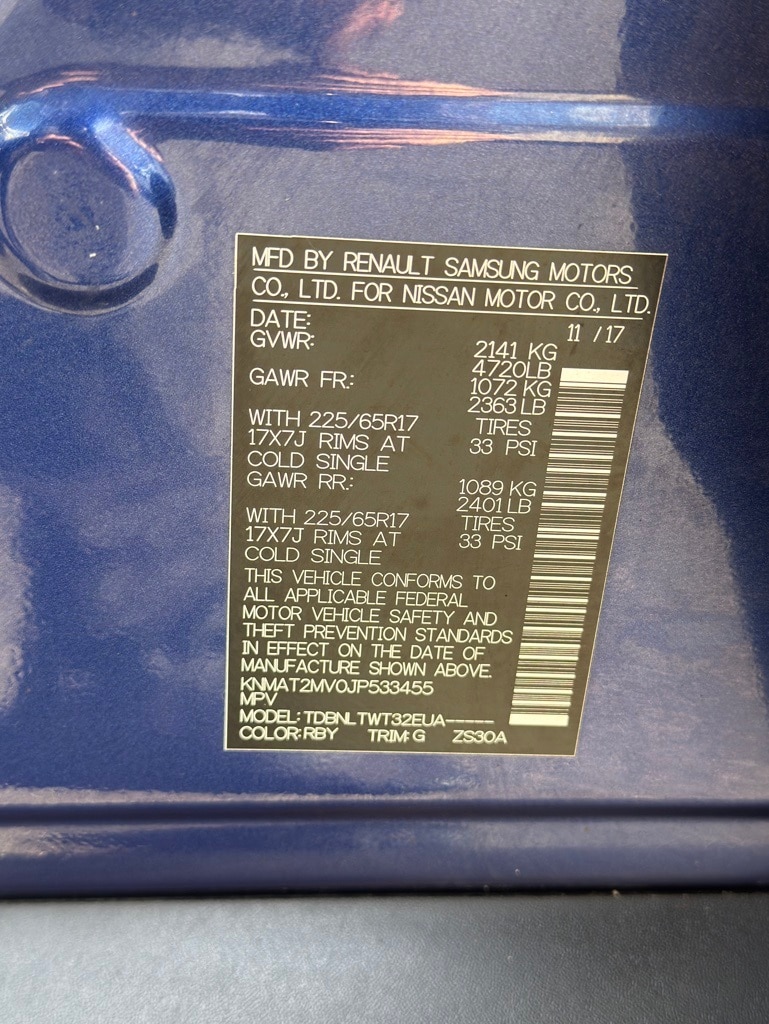 MFD BY RENAULT SAMSUNG MOTORS
CO., LTD. FOR NISSAN MOTOR CO., LTD.
DATE: 11 / 17
GVWR: 2141 KG
4720LB
GAWR FR.: 1072 KG
2363 LB
WITH 225/65R17 TIRES
17X7J RIMS AT 33 PSI
COLD SINGLE
GAWR RR.: 1089 KG
2401 LB
WITH 225/65R17 TIRES
17X7J RIMS AT 33 PSI
COLD SINGLE
THIS VEHICLE CONFORMS TO
ALL APPLICABLE FEDERAL
MOTOR VEHICLE SAFETY AND
THEFT PREVENTION STANDARDS
IN EFFECT ON THE DATE OF
MANUFACTURE SHOWN ABOVE.
KNMAT2MV0JP533455
MPV
MODEL: TDBNLTWT32EUA-----
COLOR: RBY TRIM: G ZS30A